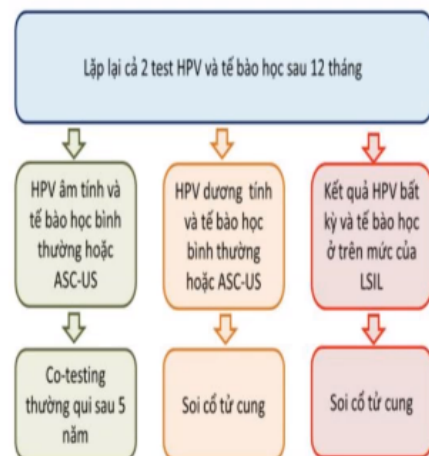 Lặp lại cả 2 test HPV và tế bào học sau 12 tháng
HPV âm tính và
tế bào học bình
thường hoặc
ASC-US
HPV dương tính
và tế bào học
bình thường
hoặc ASC-US
Kết quả HPV bất
kỳ và tế bào học
ở trên mức của
LSIL
Co-testing
thường qui sau 5
năm
Soi cổ tử cung
Soi cổ tử cung